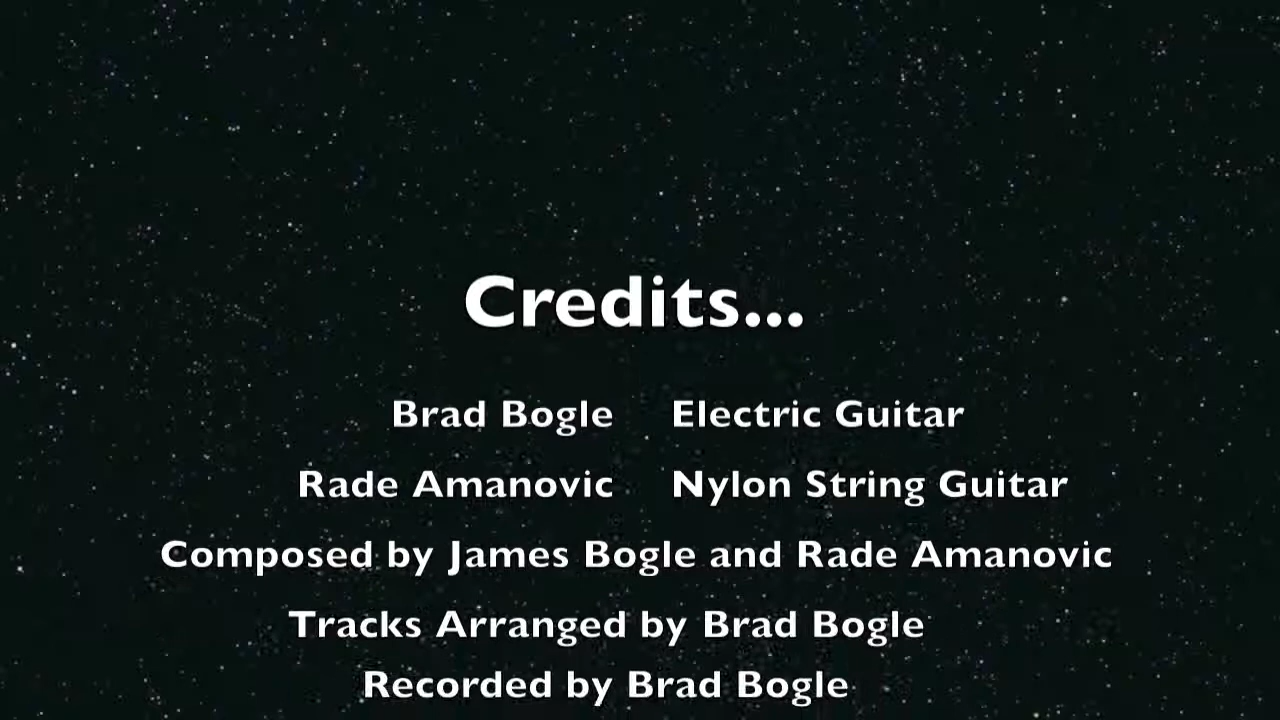 Credits...
Brad Bogle Electric Guitar
Rade Amanovic Nylon String Guitar
Composed by James Bogle and Rade Amanovic
Tracks Arranged by Brad Bogle
Recorded by Brad Bogle